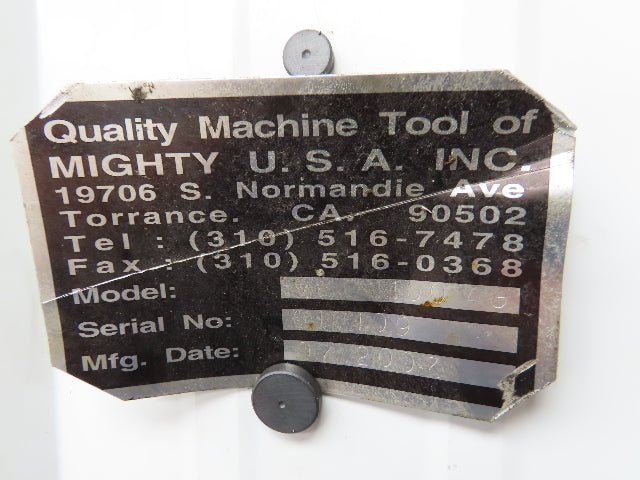 Quality Machine Tool of
MIGHTY U. S. A. INC.
19706 S. Normandie Ave
Torrance. CA. 90502
Tel : (310) 516-7478
Fax : (310) 516-0368
Model:
Serial No:
Mfg. Date: